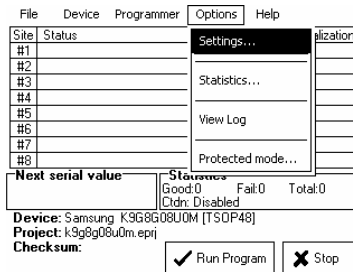 File Device Programmer Options Help
Site Status Settings... alization
#1
#2
#3 Statistics...
#4
#5 View Log
#6
#7
#8 Protected mode...
Next serial value Statistics
Good:0 Fail:0 Total:0
Ctdn: Disabled
Device: Samsung K9G8G08U0M [TSOP48]
Project: k9g8g08u0m.eprj
Checksum:
Run Program Stop